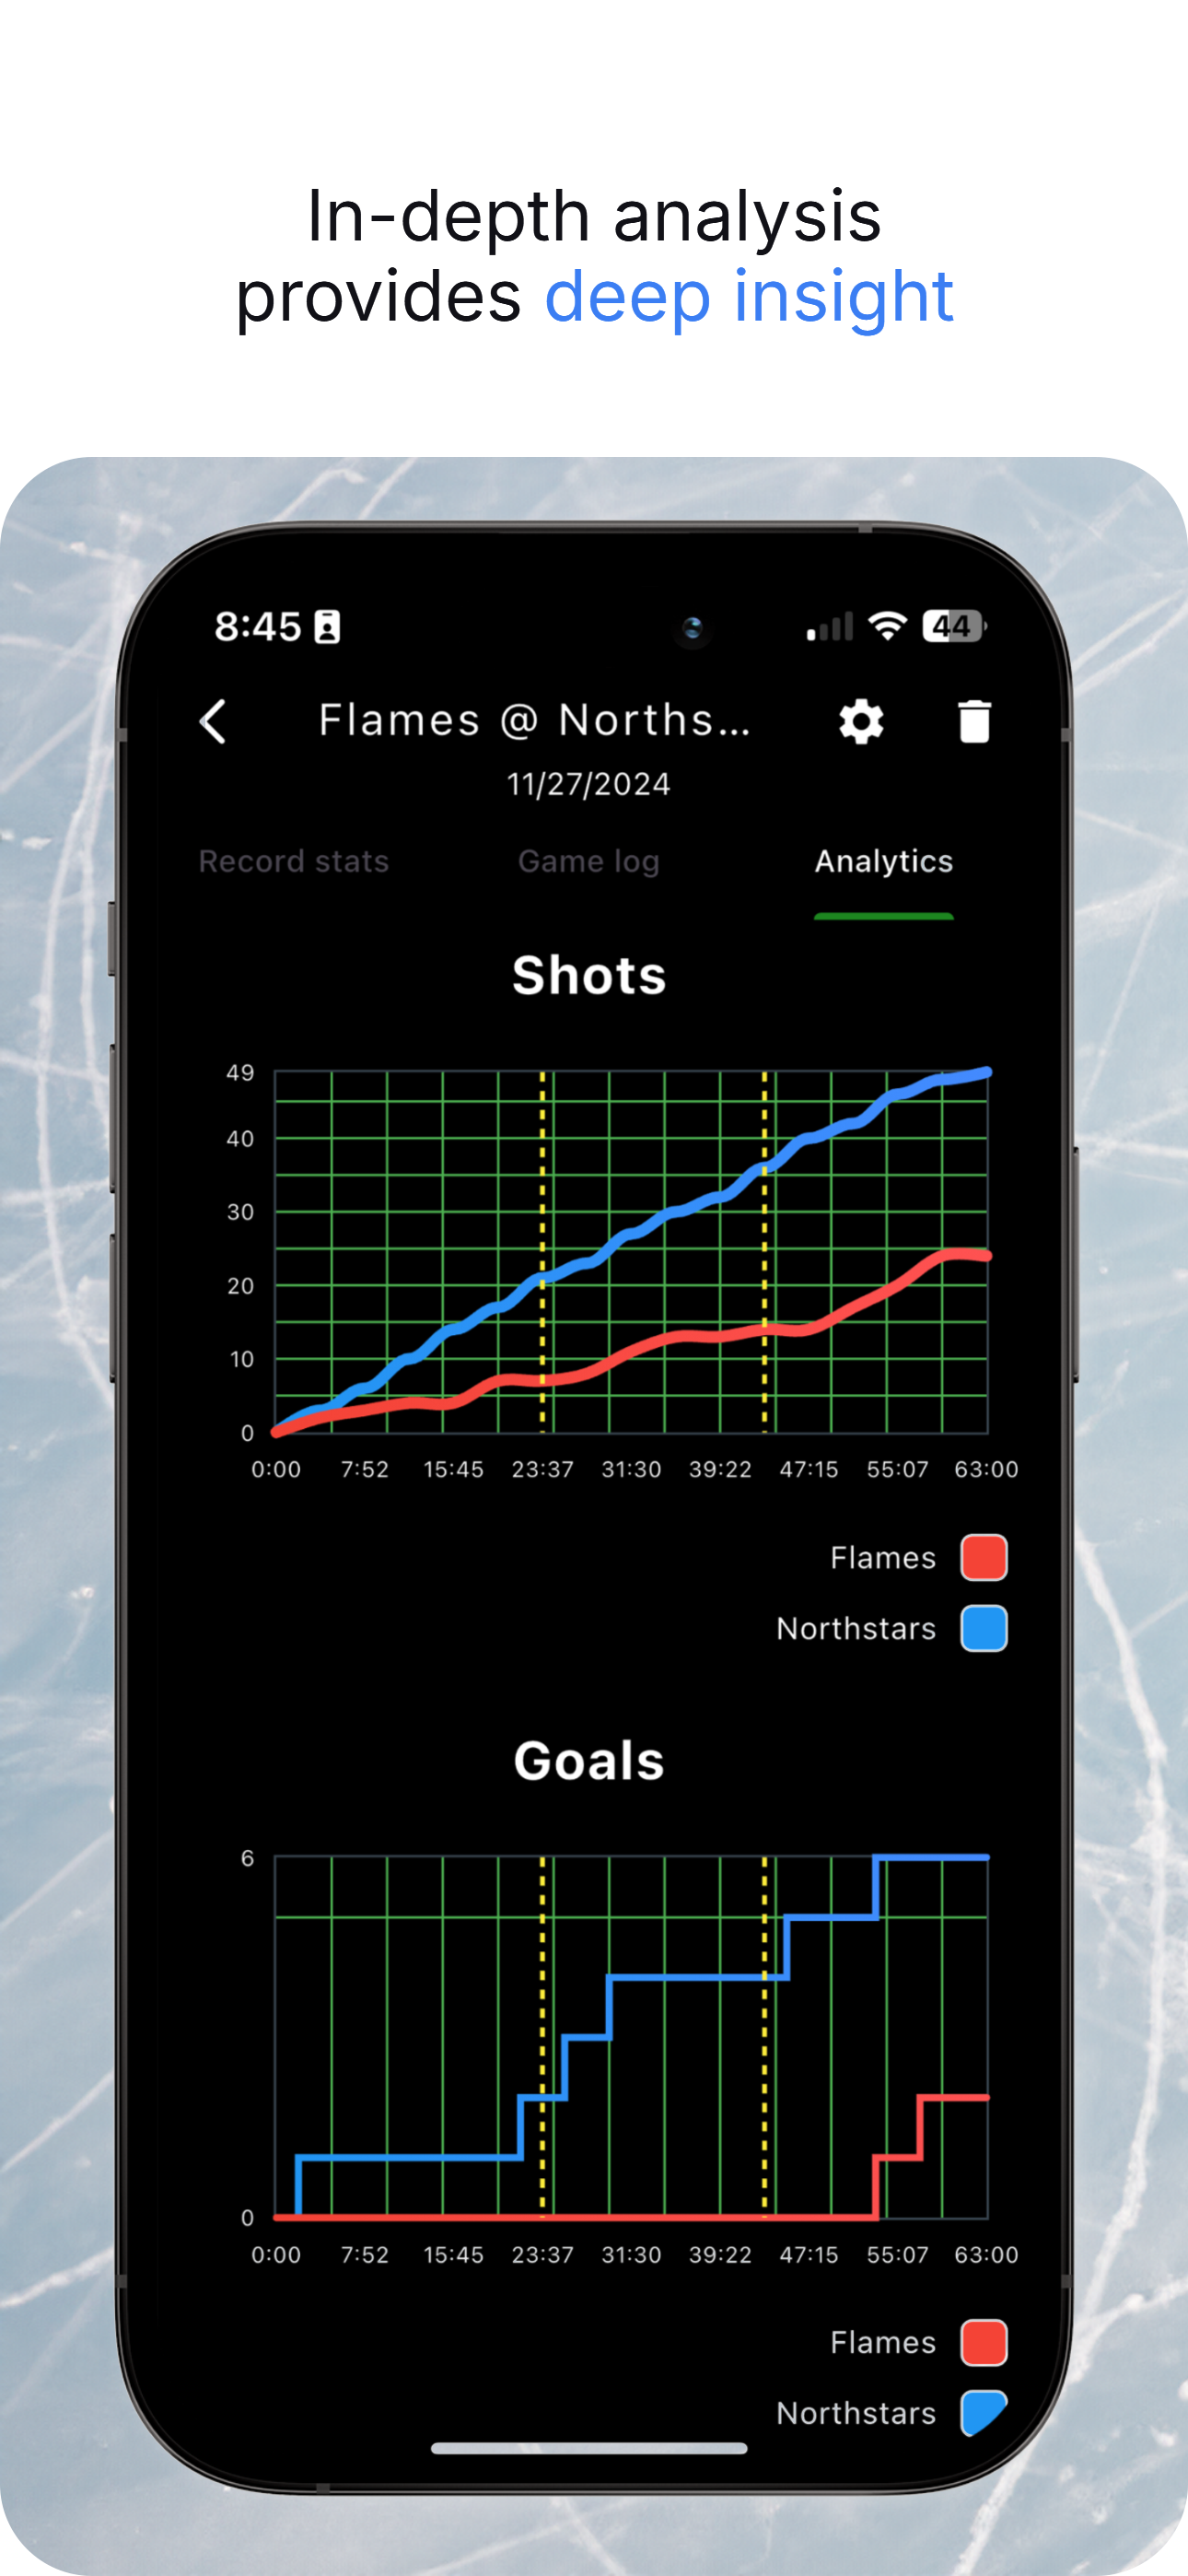 In-depth analysis
provides deep insight
8:45
44
Flames @ Norths...
11/27/2024
Record stats
Game log
Analytics
Shots
49
40
30
20
10
0
0:00 7:52 15:45 23:37 31:30 39:22 47:15 55:07 63:00
Flames
Northstars
Goals
6
0
0:00 7:52 15:45 23:37 31:30 39:22 47:15 55:07 63:00
Flames
Northstars